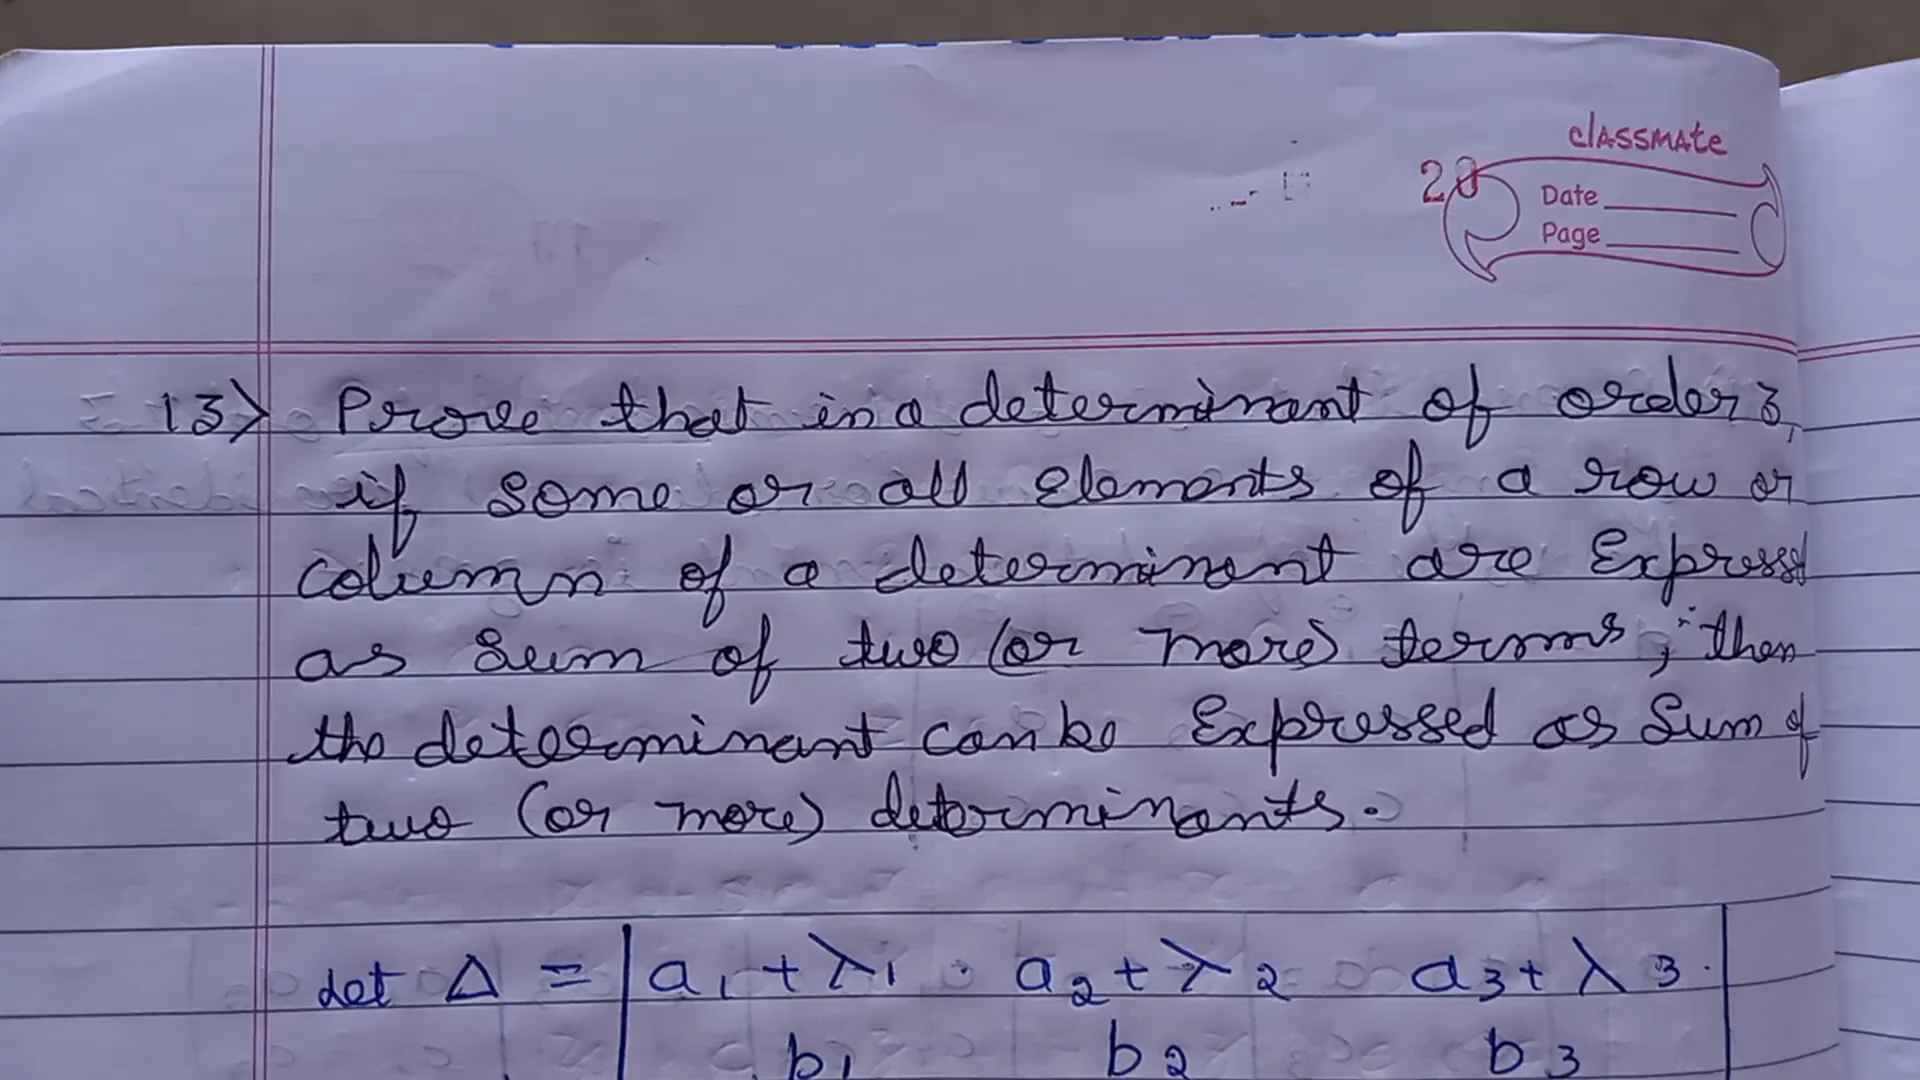 classmate
20
Date
Page
13> Prove that in a determinant of order 3,
if some or all elements of a row or
column of a determinant are Expressed
as sum of two (or more) terms, then
the determinant can be Expressed as sum of
two (or more) determinants.
det Δ = | a1 + λ1 a2 + λ2 a3 + λ3 |
b1 b2 b3